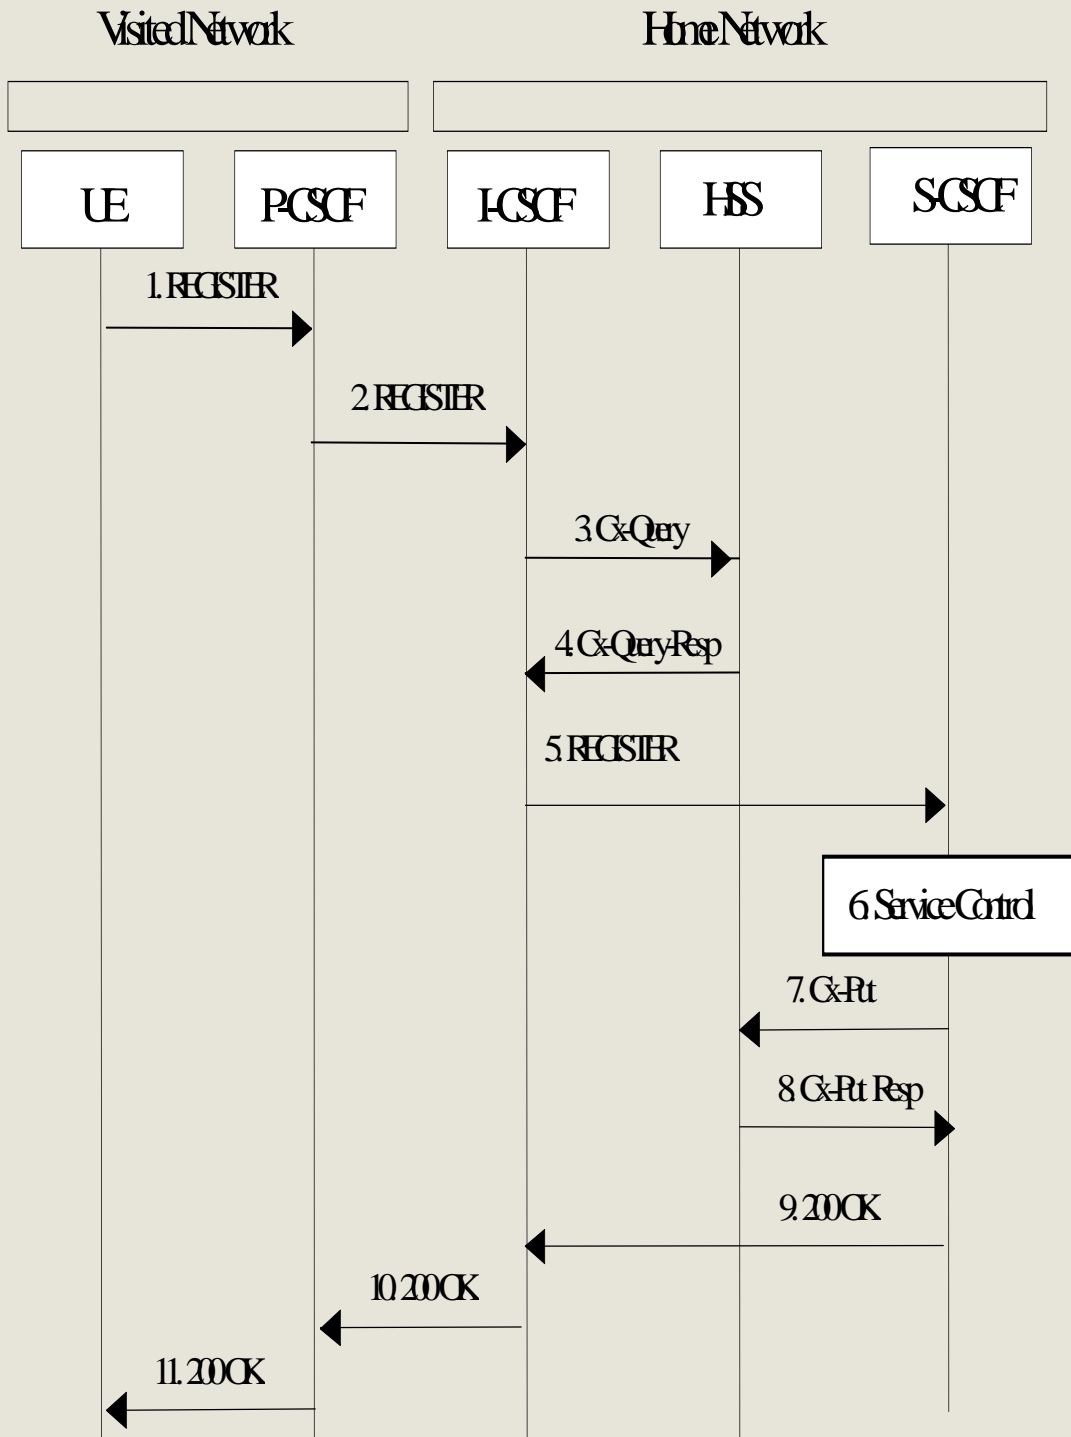 Visited Network
Home Network
UE
P-CSCF
I-CSCF
HSS
S-CSCF
1. REGISTER
2. REGISTER
3. Cx-Query
4. Cx-Query-Resp
5. REGISTER
6. Service Control
7. Cx-Put
8. Cx-Put Resp
9. 200 OK
10. 200 OK
11. 200 OK